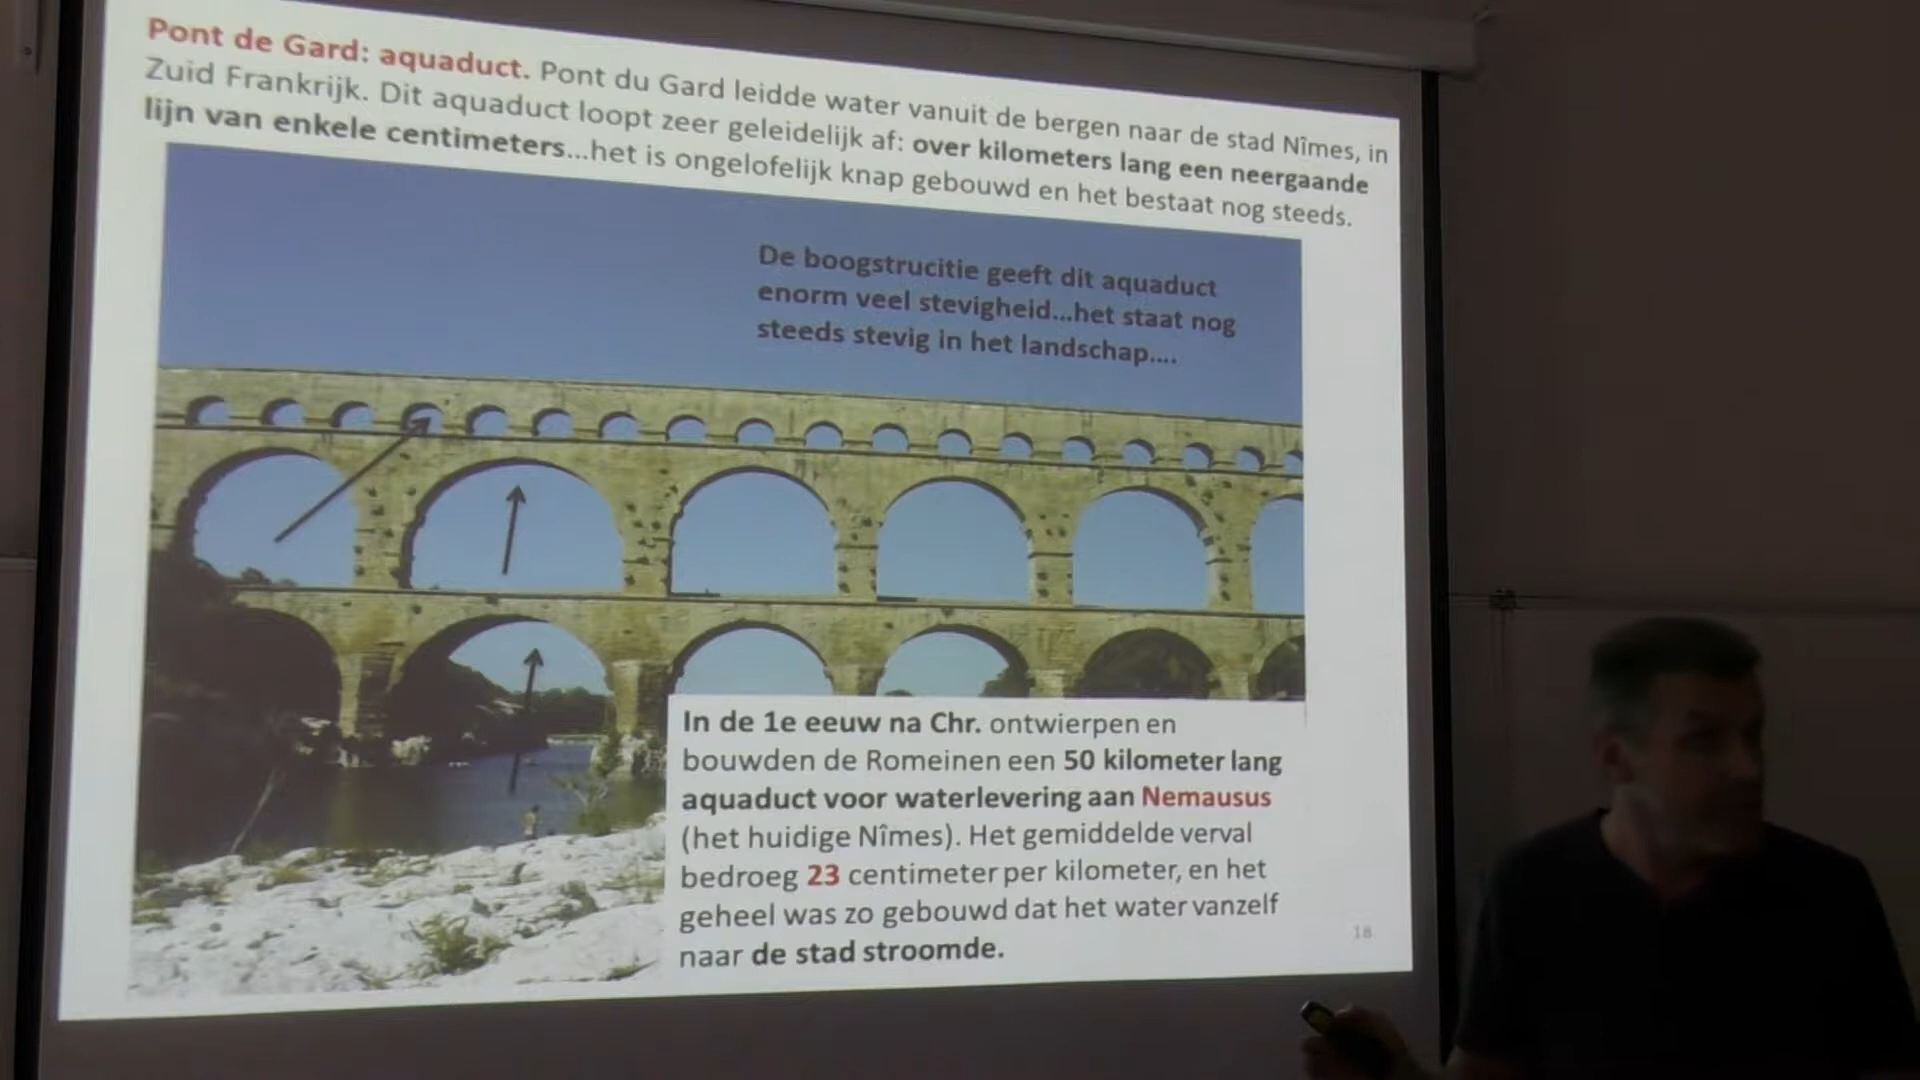 Pont de Gard: aquaduct. Pont du Gard leidde water vanuit de bergen naar de stad Nîmes, in
Zuid Frankrijk. Dit aquaduct loopt zeer geleidelijk af: over kilometers lang een neergaande
lijn van enkele centimeters...het is ongelofelijk knap gebouwd en het bestaat nog steeds.
De boogstrucitie geeft dit aquaduct
enorm veel stevigheid...het staat nog
steeds stevig in het landschap....
In de 1e eeuw na Chr. ontwierpen en
bouwden de Romeinen een 50 kilometer lang
aquaduct voor waterlevering aan Nemausus
(het huidige Nîmes). Het gemiddelde verval
bedroeg 23 centimeter per kilometer, en het
geheel was zo gebouwd dat het water vanzelf
naar de stad stroomde.
18